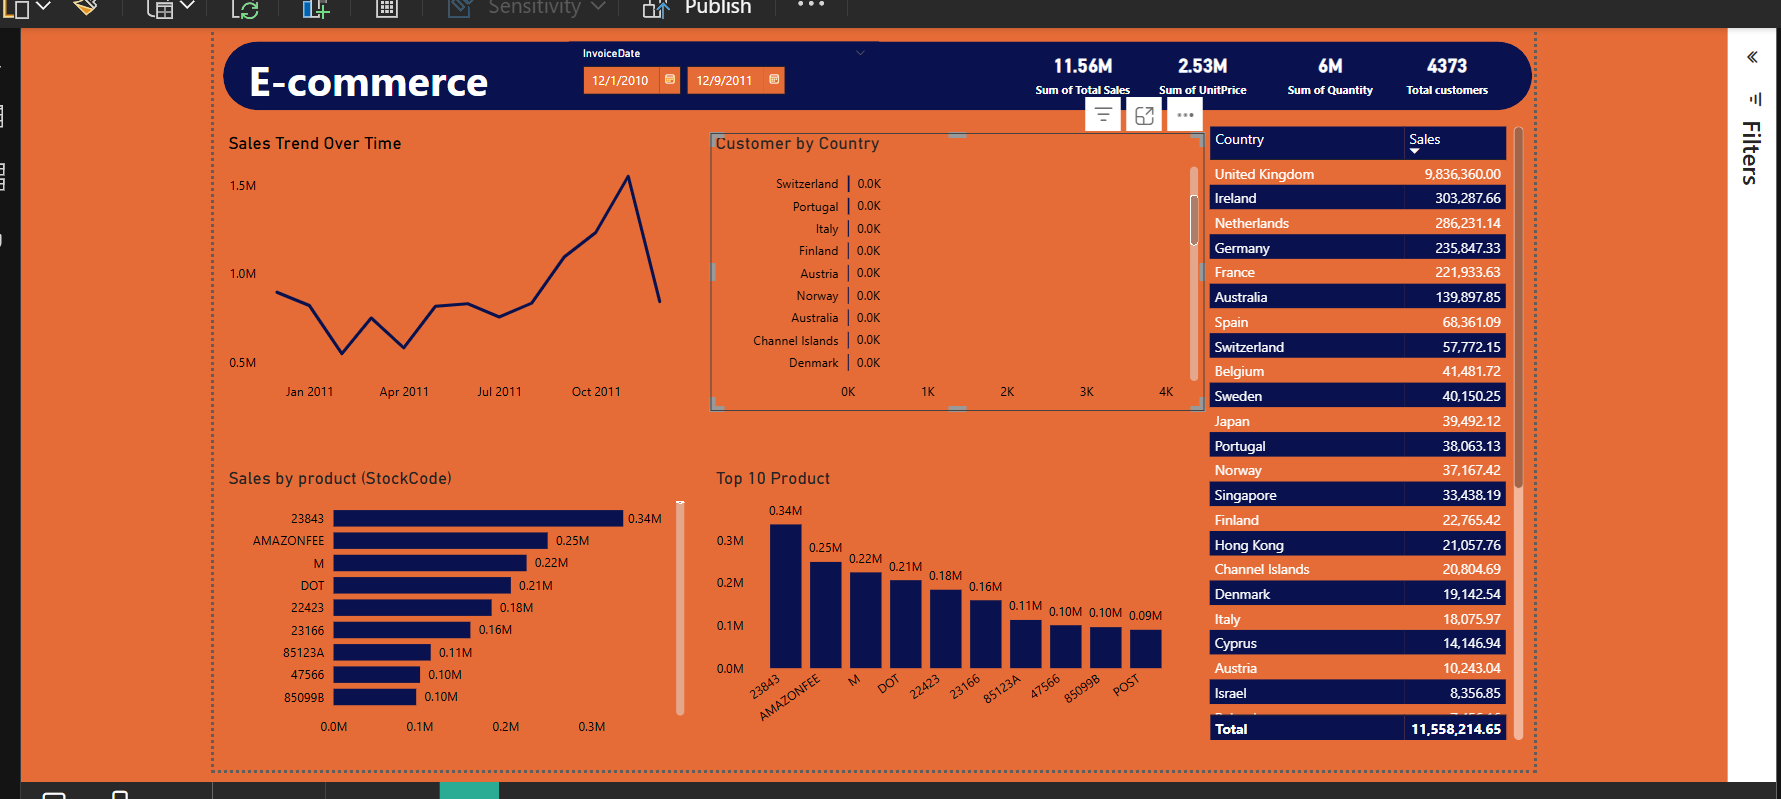 Sensitivity
Publish
E-commerce
InvoiceDate
12/1/2010
12/9/2011
11.56M
Sum of Total Sales
2.53M
Sum of UnitPrice
6M
Sum of Quantity
4373
Total customers
Filters
Sales Trend Over Time
1.5M
1.0M
0.5M
Jan 2011 Apr 2011 Jul 2011 Oct 2011
Customer by Country
Switzerland 0.0K
Portugal 0.0K
Italy 0.0K
Finland 0.0K
Austria 0.0K
Norway 0.0K
Australia 0.0K
Channel Islands 0.0K
Denmark 0.0K
0K 1K 2K 3K 4K
Country Sales
United Kingdom 9,836,360.00
Ireland 303,287.66
Netherlands 286,231.14
Germany 235,847.33
France 221,933.63
Australia 139,897.85
Spain 68,361.09
Switzerland 57,772.15
Belgium 41,481.72
Sweden 40,150.25
Japan 39,492.12
Portugal 38,063.13
Norway 37,167.42
Singapore 33,438.19
Finland 22,765.42
Hong Kong 21,057.76
Channel Islands 20,804.69
Denmark 19,142.54
Italy 18,075.97
Cyprus 14,146.94
Austria 10,243.04
Israel 8,356.85
Total 11,558,214.65
Sales by product (StockCode)
23843 0.34M
AMAZONFEE 0.25M
M 0.22M
DOT 0.21M
22423 0.18M
23166 0.16M
85123A 0.11M
47566 0.10M
85099B 0.10M
0.0M 0.1M 0.2M 0.3M
Top 10 Product
0.3M
0.2M
0.1M
0.0M
0.34M 0.25M 0.22M 0.21M 0.18M 0.16M 0.11M 0.10M 0.10M 0.09M
23843 AMAZONFEE M DOT 22423 23166 85123A 47566 85099B POST